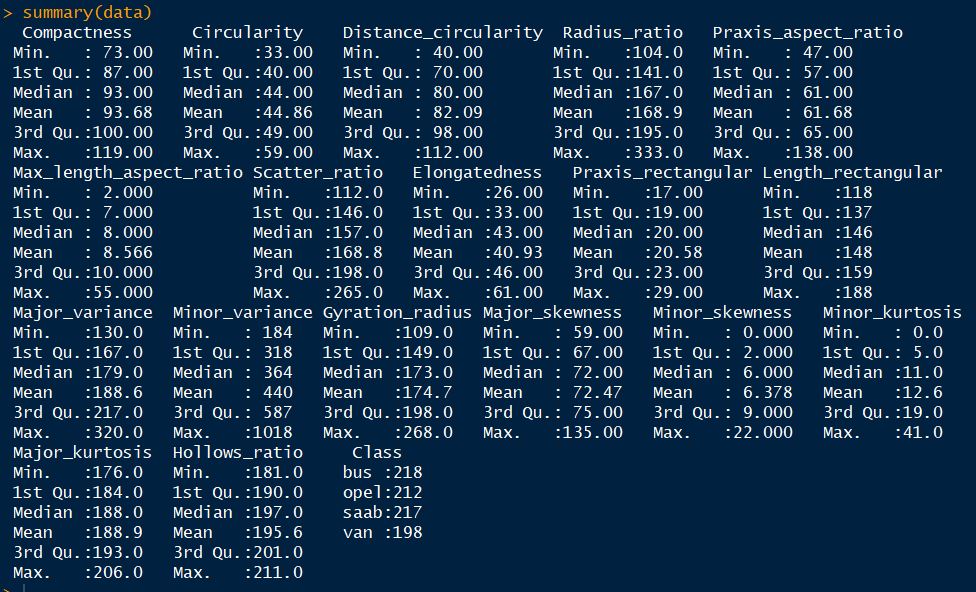 > summary(data)
  Compactness      Circularity   Distance_circularity  Radius_ratio   Praxis_aspect_ratio
 Min.   : 73.00   Min.   :33.00   Min.   : 40.00       Min.   :104.0   Min.   : 47.00
 1st Qu.: 87.00   1st Qu.:40.00   1st Qu.: 70.00       1st Qu.:141.0   1st Qu.: 57.00
 Median : 93.00   Median :44.00   Median : 80.00       Median :167.0   Median : 61.00
 Mean   : 93.68   Mean   :44.86   Mean   : 82.09       Mean   :168.9   Mean   : 61.68
 3rd Qu.:100.00   3rd Qu.:49.00   3rd Qu.: 98.00       3rd Qu.:195.0   3rd Qu.: 65.00
 Max.   :119.00   Max.   :59.00   Max.   :112.00       Max.   :333.0   Max.   :138.00
 Max_length_aspect_ratio Scatter_ratio   Elongatedness   Praxis_rectangular Length_rectangular
 Min.   : 2.000          Min.   :112.0   Min.   :26.00   Min.   :17.00      Min.   :118
 1st Qu.: 7.000          1st Qu.:146.0   1st Qu.:33.00   1st Qu.:19.00      1st Qu.:137
 Median : 8.000          Median :157.0   Median :43.00   Median :20.00      Median :146
 Mean   : 8.566          Mean   :168.8   Mean   :40.93   Mean   :20.58      Mean   :148
 3rd Qu.:10.000          3rd Qu.:198.0   3rd Qu.:46.00   3rd Qu.:23.00      3rd Qu.:159
 Max.   :55.000          Max.   :265.0   Max.   :61.00   Max.   :29.00      Max.   :188
 Major_variance  Minor_variance Gyration_radius Major_skewness   Minor_skewness   Minor_kurtosis
 Min.   :130.0   Min.   : 184   Min.   :109.0   Min.   : 59.00   Min.   : 0.000   Min.   : 0.0
 1st Qu.:167.0   1st Qu.: 318   1st Qu.:149.0   1st Qu.: 67.00   1st Qu.: 2.000   1st Qu.: 5.0
 Median :179.0   Median : 364   Median :173.0   Median : 72.00   Median : 6.000   Median :11.0
 Mean   :188.6   Mean   : 440   Mean   :174.7   Mean   : 72.47   Mean   : 6.378   Mean   :12.6
 3rd Qu.:217.0   3rd Qu.: 587   3rd Qu.:198.0   3rd Qu.: 75.00   3rd Qu.: 9.000   3rd Qu.:19.0
 Max.   :320.0   Max.   :1018   Max.   :268.0   Max.   :135.00   Max.   :22.000   Max.   :41.0
 Major_kurtosis  Hollows_ratio     Class
 Min.   :176.0   Min.   :181.0    bus :218
 1st Qu.:184.0   1st Qu.:190.0    opel:212
 Median :188.0   Median :197.0    saab:217
 Mean   :188.9   Mean   :195.6    van :198
 3rd Qu.:193.0   3rd Qu.:201.0
 Max.   :206.0   Max.   :211.0
>